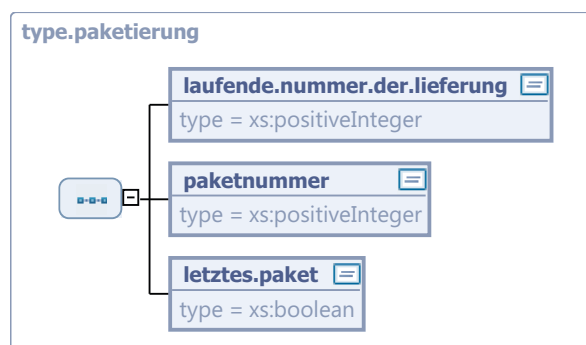 type.paketierung
laufende.nummer.der.lieferung
type = xs:positiveInteger
paketnummer
type = xs:positiveInteger
letztes.paket
type = xs:boolean